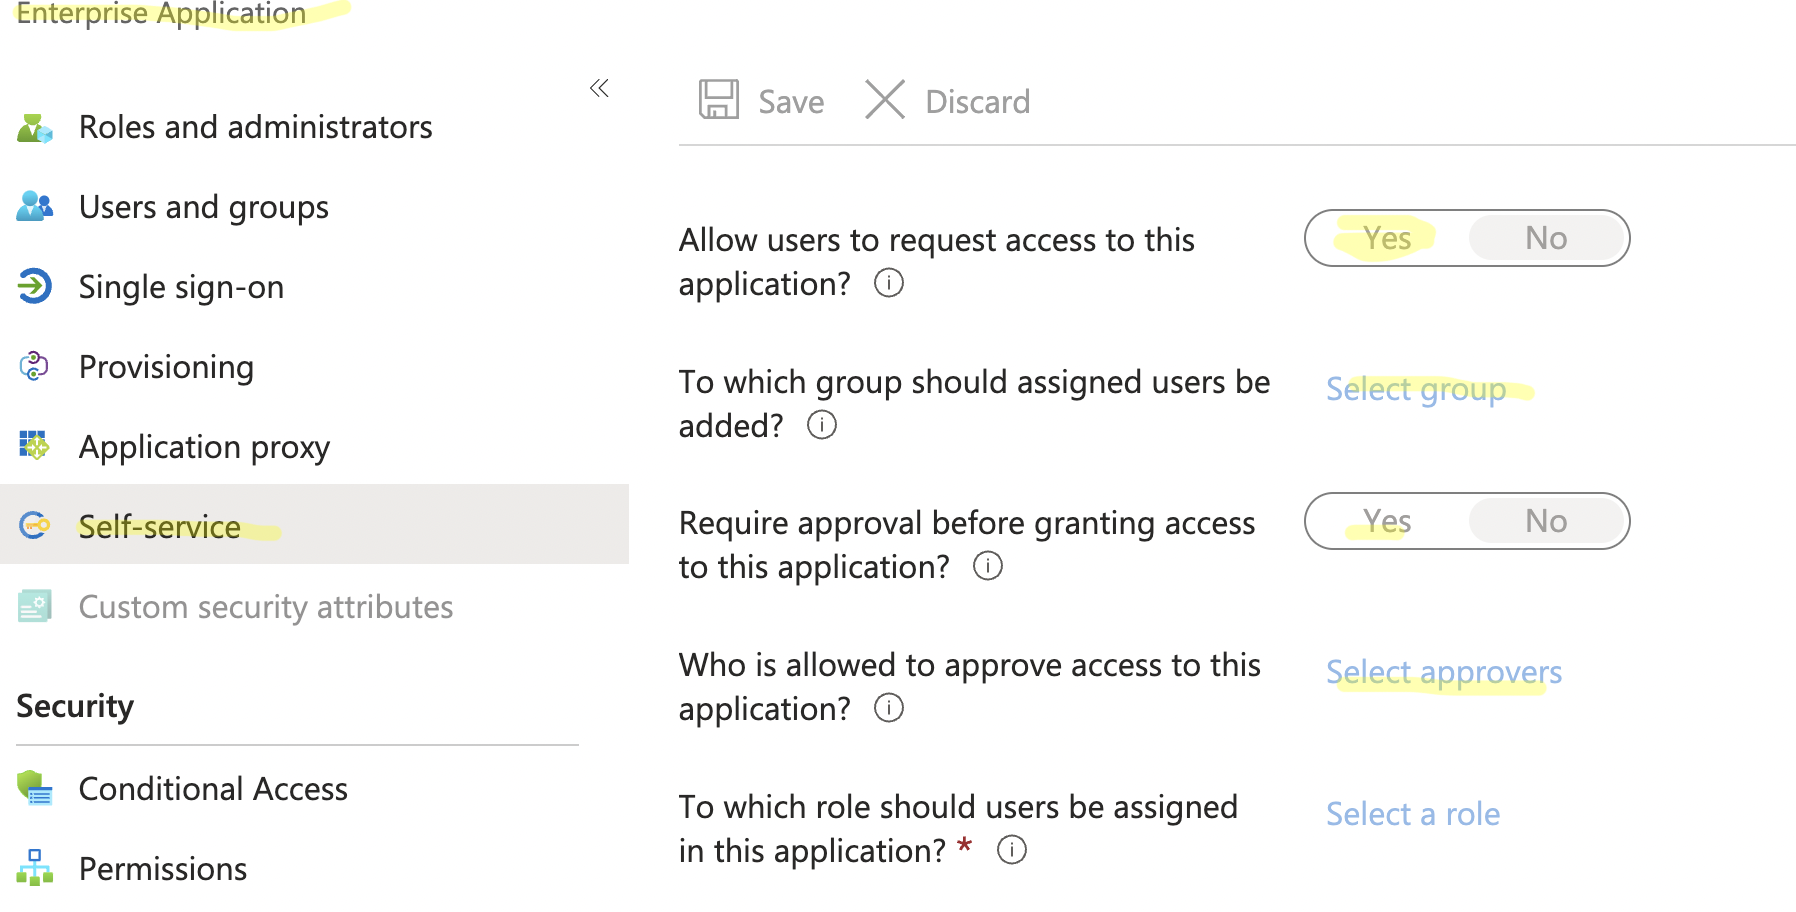 Enterprise Application
Roles and administrators
Users and groups
Single sign-on
Provisioning
Application proxy
Self-service
Custom security attributes
Security
Conditional Access
Permissions
Save Discard
Allow users to request access to this
application?
Yes No
To which group should assigned users be
added?
Select group
Require approval before granting access
to this application?
Yes No
Who is allowed to approve access to this
application?
Select approvers
To which role should users be assigned
in this application? *
Select a role